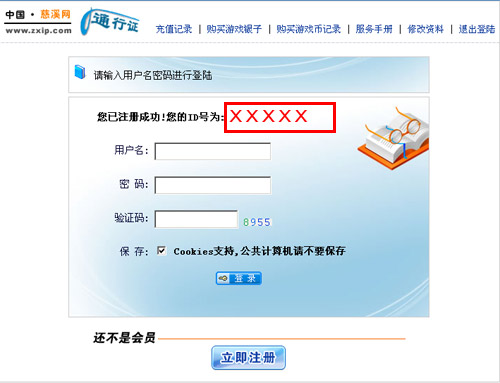 中国·慈溪网
www.zxip.com
通行证
充值记录 | 购买游戏银子 | 购买游戏币记录 | 服务手册 | 修改资料 | 退出登陆
请输入用户名密码进行登陆
您已注册成功!您的ID号为:XXXXX
用户名:
密 码:
验证码: 8955
保 存: Cookies支持,公共计算机请不要保存
登 录
还不是会员
立即注册